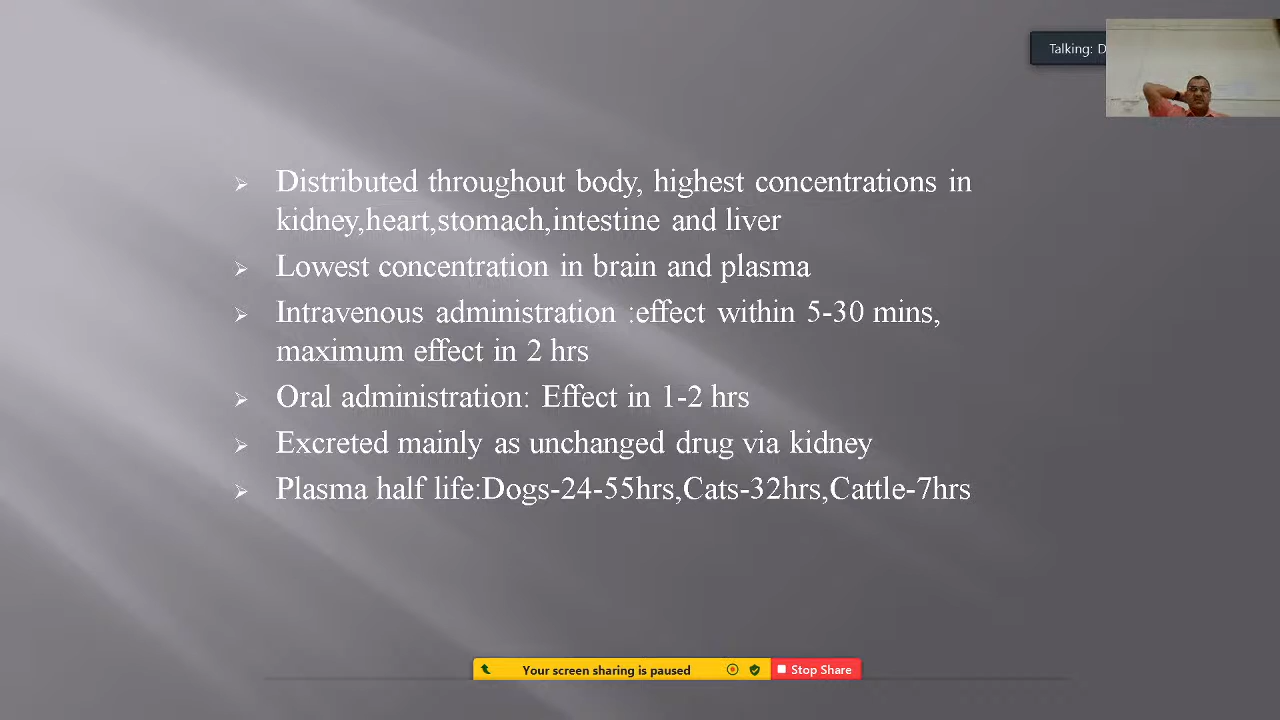 Talking: D
Distributed throughout body, highest concentrations in
kidney,heart,stomach,intestine and liver
Lowest concentration in brain and plasma
Intravenous administration :effect within 5-30 mins,
maximum effect in 2 hrs
Oral administration: Effect in 1-2 hrs
Excreted mainly as unchanged drug via kidney
Plasma half life:Dogs-24-55hrs,Cats-32hrs,Cattle-7hrs
Your screen sharing is paused
Stop Share